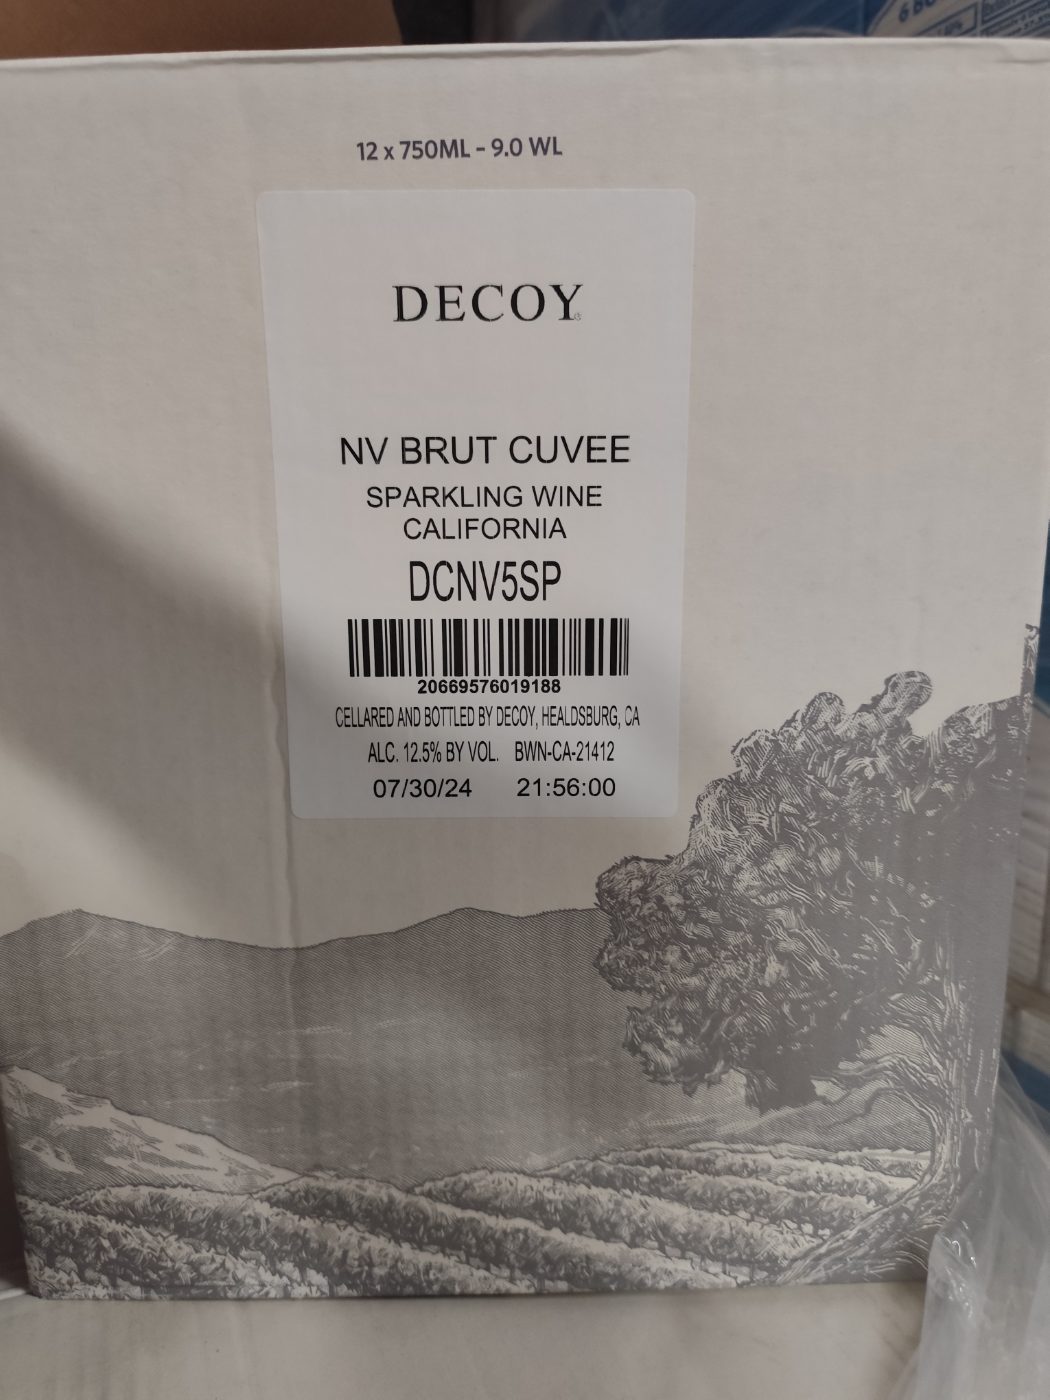 12 x 750ML - 9.0 WL
DECOY
NV BRUT CUVEE
SPARKLING WINE
CALIFORNIA
DCNV5SP
20669576019188
CELLARED AND BOTTLED BY DECOY, HEALDSBURG, CA
ALC. 12.5% BY VOL. BWN-CA-21412
07/30/24 21:56:00